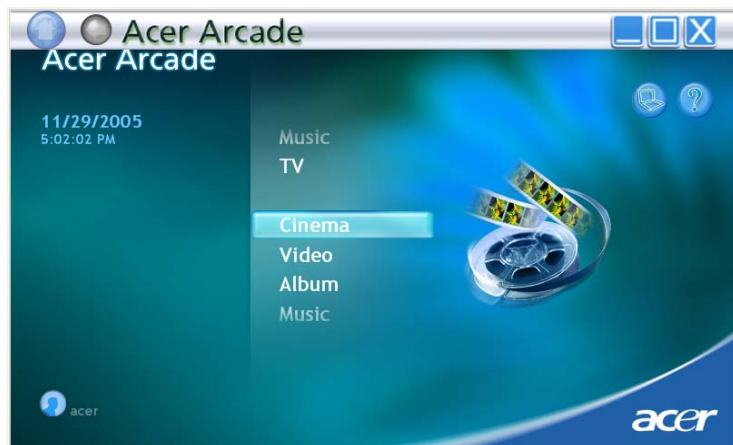 Acer Arcade
Acer Arcade
11/29/2005
5:02:02 PM
Music
TV
Cinema
Video
Album
Music
acer
acer